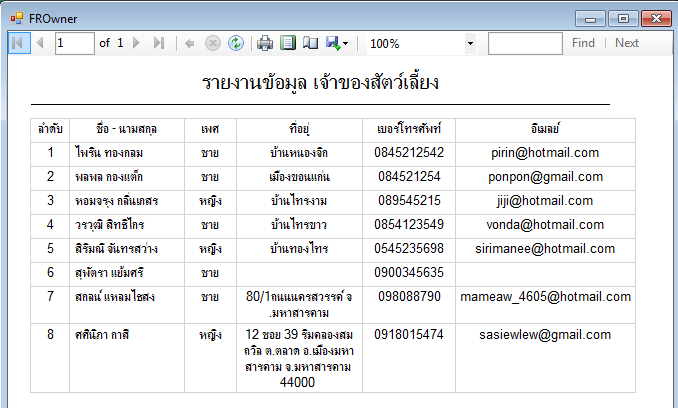 FROwner
1 of 1 100% Find | Next
รายงานข้อมูล เจ้าของสัตว์เลี้ยง
ลำดับ ชื่อ - นามสกุล เพศ ที่อยู่ เบอร์โทรศัพท์ อีเมลย์
1 ไพริน ทองกลม ชาย บ้านหนองจิก 0845212542 pirin@hotmail.com
2 พลพล กองแต็ก ชาย เมืองขอนแก่น 084521254 ponpon@gmail.com
3 หอมจรุง กลิ่นเกสร หญิง บ้านไทรงาม 089545215 jiji@hotmail.com
4 วรวุฒิ สิทธิไกร ชาย บ้านไทรขาว 0854123549 vonda@hotmail.com
5 สิริมณี จันทรสว่าง หญิง บ้านทองไทร 0545235698 sirimanee@hotmail.com
6 สุพัตรา แย้มศรี ชาย 0900345635
7 สกลน์ แหลมไธสง ชาย 80/1ถนนนครสวรรค์ จ 098088790 mameaw_4605@hotmail.com
.มหาสารคาม
8 ศศินิภา กาสี หญิง 12 ซอย 39 ริมคลองสม 0918015474 sasiewlew@gmail.com
ถวิล ต.ตลาด อ.เมืองมหา
สารคาม จ.มหาสารคาม
44000